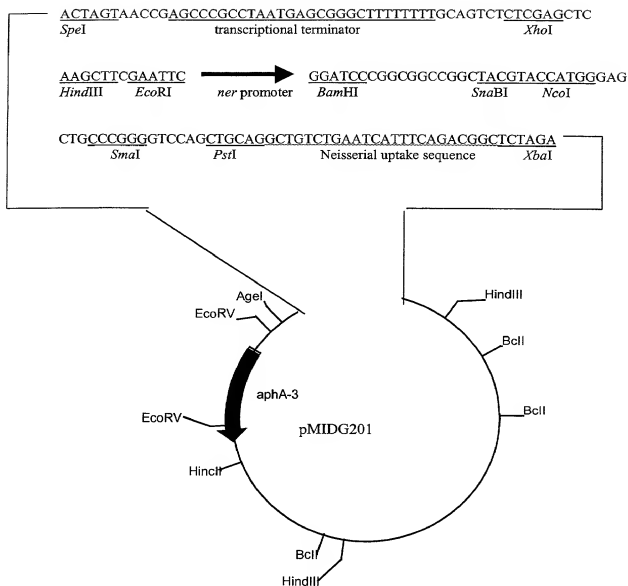 ACTAGTAACCGAGCCCGCCTAATGAGCGGGCTTTTTTTTGCAGTCTCTCGAGCTC
SpeI transcriptional terminator XhoI
AAGCTTCGAATTC GGATCCCGGCGGCCGGCTACGTACCATGGGAG
HindIII EcoRI ner promoter BamHI SnaBI NcoI
CTGCCCGGGGTCCAGCTGCAGGCTGTCTGAATCATTTCAGACGGCTCTAGA
SmaI PstI Neisserial uptake sequence XbaI
AgeI
HindIII
EcoRV
BclI
aphA-3
BclI
EcoRV
pMIDG201
HincII
BclI
HindIII